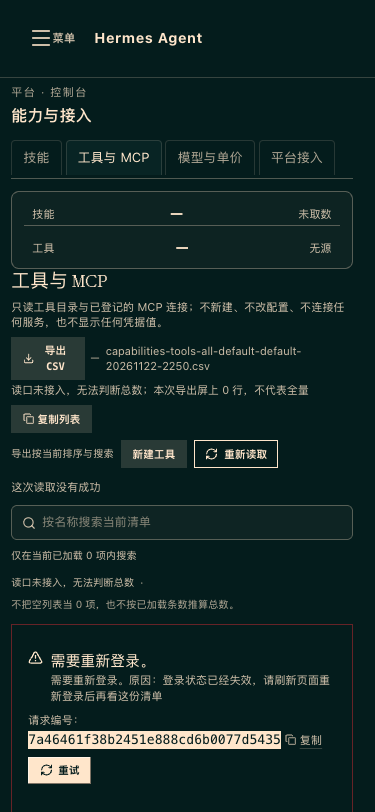 菜单 Hermes Agent
平台 · 控制台
能力与接入
技能 工具与 MCP 模型与单价 平台接入
技能 — 未取数
工具 — 无源
工具与 MCP
只读工具目录与已登记的 MCP 连接；不新建、不改配置、不连接任
何服务，也不显示任何凭据值。
导出
CSV
— capabilities-tools-all-default-default-
20261122-2250.csv
读口未接入，无法判断总数；本次导出屏上 0 行，不代表全量
复制列表
导出按当前排序与搜索 新建工具 重新读取
这次读取没有成功
按名称搜索当前清单
仅在当前已加载 0 项内搜索
读口未接入，无法判断总数 ·
不把空列表当 0 项，也不按已加载条数推算总数。
需要重新登录。
需要重新登录。原因：登录状态已经失效，请刷新页面重
新登录后再看这份清单
请求编号：
7a46461f38b2451e888cd6b0077d5435 复制
重试